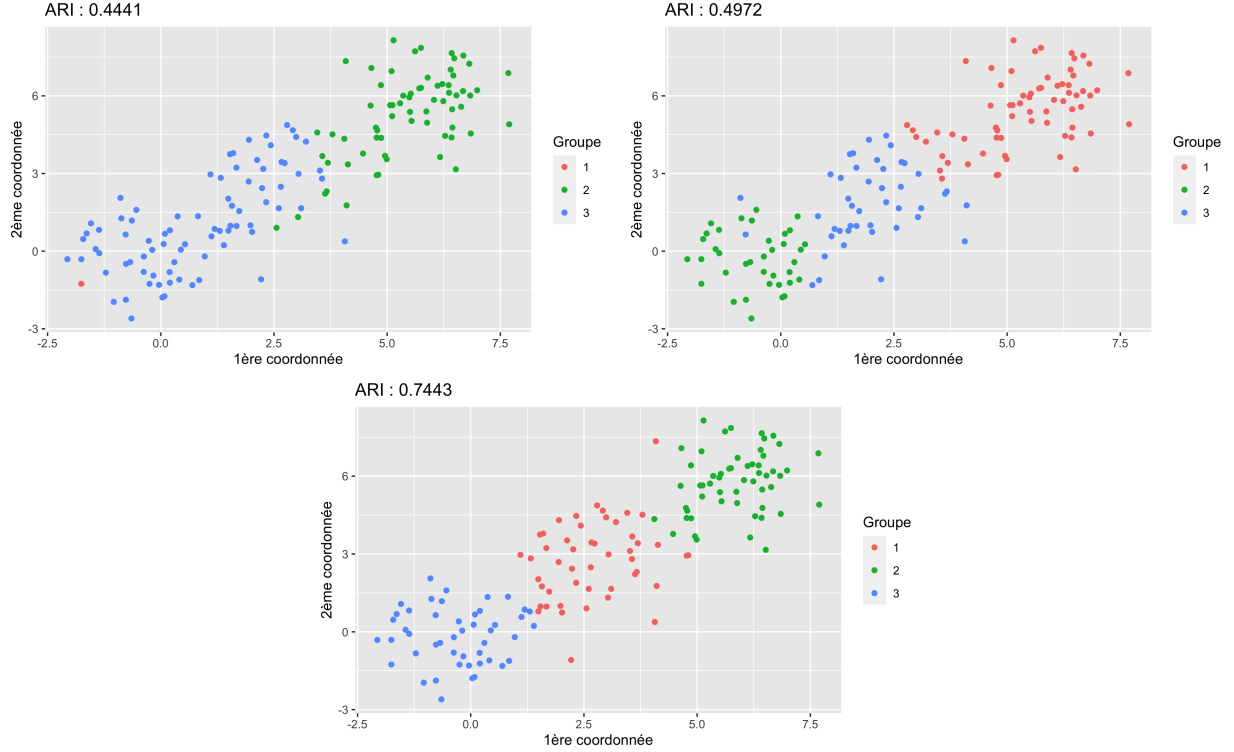 ARI : 0.4441
6
3
0
-3
-2.5 0.0 2.5 5.0 7.5
1ère coordonnée
2ème coordonnée
Groupe
1
2
3
ARI : 0.4972
6
3
0
-3
-2.5 0.0 2.5 5.0 7.5
1ère coordonnée
2ème coordonnée
Groupe
1
2
3
ARI : 0.7443
6
3
0
-3
-2.5 0.0 2.5 5.0 7.5
1ère coordonnée
2ème coordonnée
Groupe
1
2
3